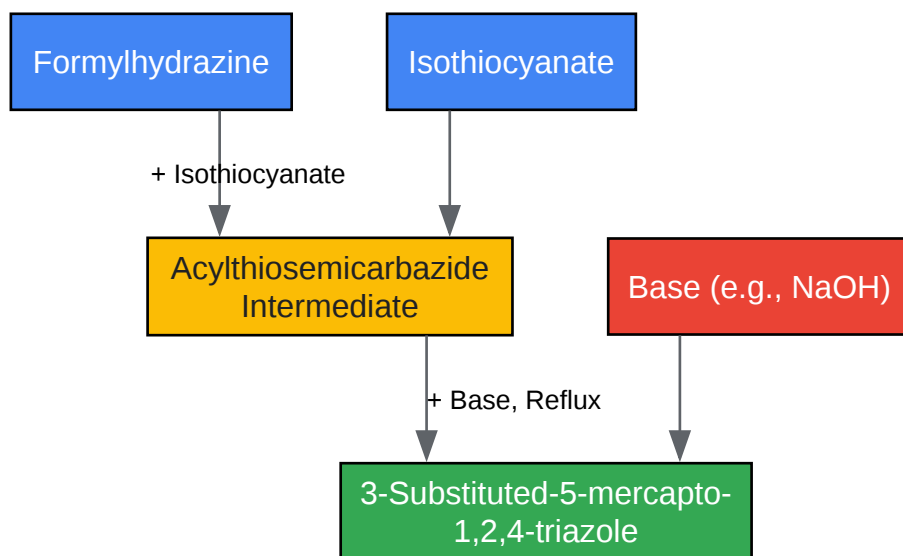 Formylhydrazine
Isothiocyanate
+ Isothiocyanate
Acylthiosemicarbazide
Intermediate
Base (e.g., NaOH)
+ Base, Reflux
3-Substituted-5-mercapto-
1,2,4-triazole